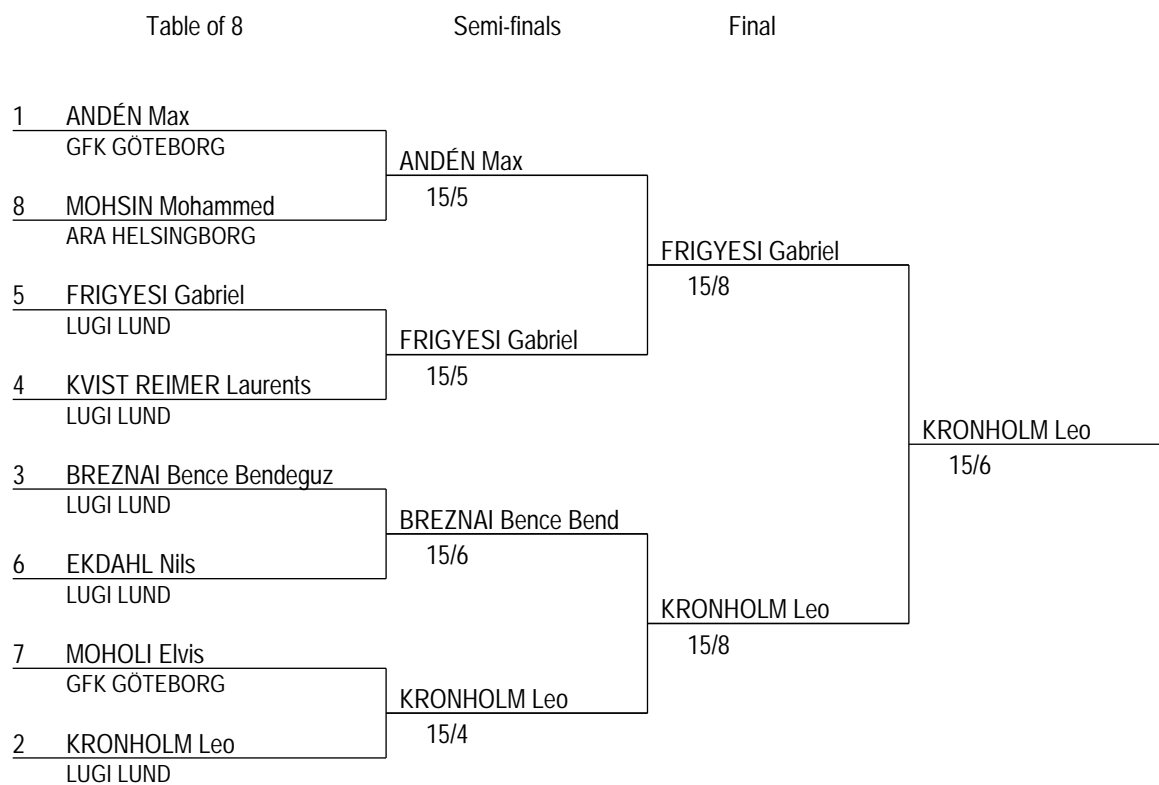 Table of 8 Semi-finals Final
1 ANDÉN Max
GFK GÖTEBORG
ANDÉN Max
15/5
8 MOHSIN Mohammed
ARA HELSINGBORG
FRIGYESI Gabriel
15/8
5 FRIGYESI Gabriel
LUGI LUND
FRIGYESI Gabriel
15/5
4 KVIST REIMER Laurents
LUGI LUND
KRONHOLM Leo
15/6
3 BREZNAI Bence Bendeguz
LUGI LUND
BREZNAI Bence Bend
15/6
6 EKDAHL Nils
LUGI LUND
KRONHOLM Leo
15/8
7 MOHOLI Elvis
GFK GÖTEBORG
KRONHOLM Leo
15/4
2 KRONHOLM Leo
LUGI LUND